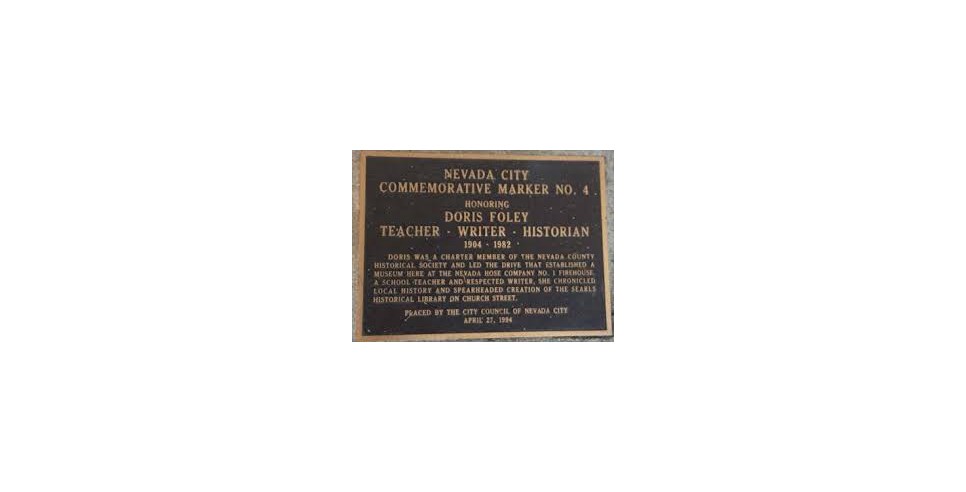 NEVADA CITY
COMMEMORATIVE MARKER NO. 4
HONORING
DORIS FOLEY
TEACHER · WRITER · HISTORIAN
1904 - 1982
DORIS WAS A CHARTER MEMBER OF THE NEVADA COUNTY
HISTORICAL SOCIETY AND LED THE DRIVE THAT ESTABLISHED A
MUSEUM HERE AT THE NEVADA HOSE COMPANY NO. 1 FIREHOUSE.
A SCHOOL TEACHER AND RESPECTED WRITER, SHE CHRONICLED
LOCAL HISTORY AND SPEARHEADED CREATION OF THE SEARLS
HISTORICAL LIBRARY ON CHURCH STREET.
PLACED BY THE CITY COUNCIL OF NEVADA CITY
APRIL 27, 1994